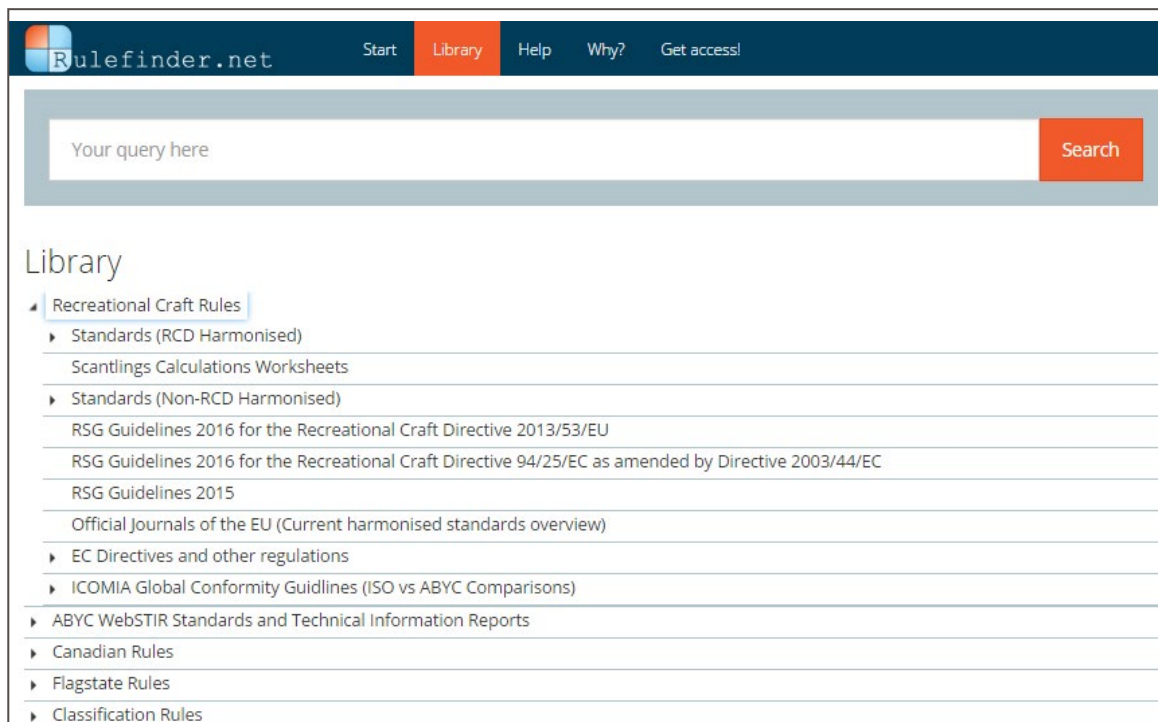 Rulefinder.net Start Library Help Why? Get access!
Your query here Search
Library
Recreational Craft Rules
Standards (RCD Harmonised)
Scantlings Calculations Worksheets
Standards (Non-RCD Harmonised)
RSG Guidelines 2016 for the Recreational Craft Directive 2013/53/EU
RSG Guidelines 2016 for the Recreational Craft Directive 94/25/EC as amended by Directive 2003/44/EC
RSG Guidelines 2015
Official Journals of the EU (Current harmonised standards overview)
EC Directives and other regulations
ICOMIA Global Conformity Guidlines (ISO vs ABYC Comparisons)
ABYC WebSTIR Standards and Technical Information Reports
Canadian Rules
Flagstate Rules
Classification Rules